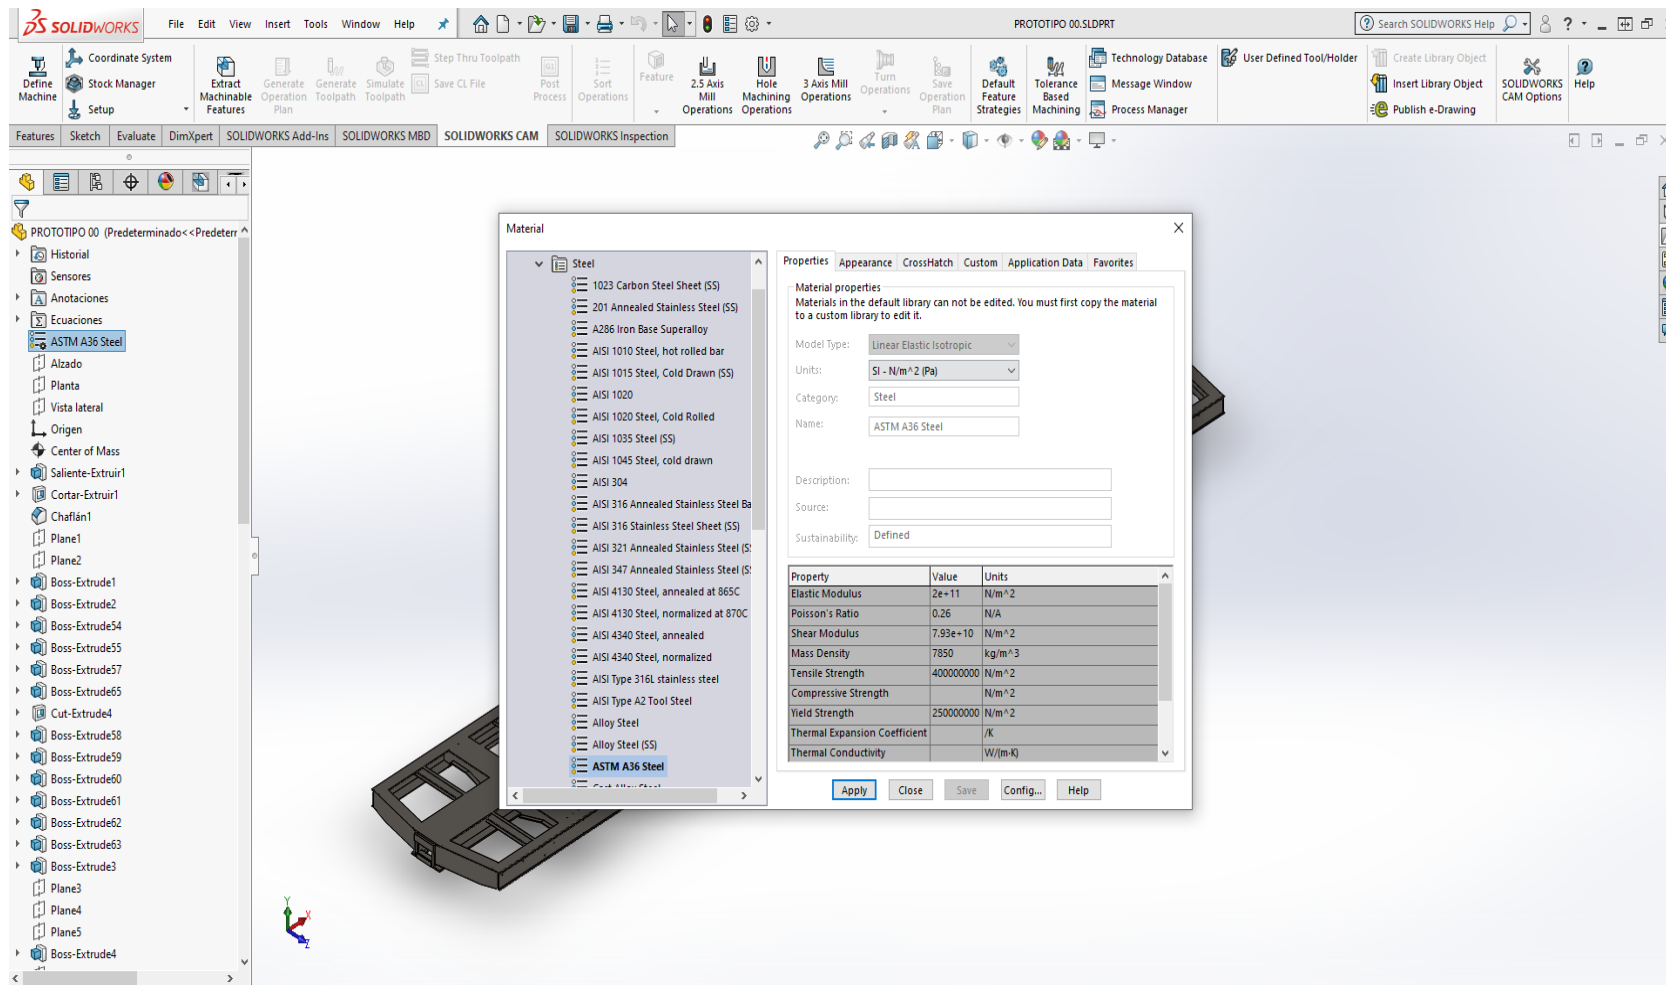 SOLIDWORKS File Edit View Insert Tools Window Help PROTOTIPO 00.SLDPRT Search SOLIDWORKS Help
Define Machine
Coordinate System
Stock Manager
Setup
Extract Machinable Features
Generate Operation Plan
Generate Toolpath
Simulate Toolpath
Step Thru Toolpath
Save CL File
Post Process
Sort Operations
Feature
2.5 Axis Mill Operations
Hole Machining Operations
3 Axis Mill Operations
Turn Operations
Save Operation Plan
Default Feature Strategies
Tolerance Based Machining
Technology Database
Message Window
Process Manager
User Defined Tool/Holder
Create Library Object
Insert Library Object
Publish e-Drawing
SOLIDWORKS CAM Options
Help
Features Sketch Evaluate DimXpert SOLIDWORKS Add-Ins SOLIDWORKS MBD SOLIDWORKS CAM SOLIDWORKS Inspection
PROTOTIPO 00 (Predeterminado<<Predeterr
Historial
Sensores
Anotaciones
Ecuaciones
ASTM A36 Steel
Alzado
Planta
Vista lateral
Origen
Center of Mass
Saliente-Extruir1
Cortar-Extruir1
Chaflán1
Plane1
Plane2
Boss-Extrude1
Boss-Extrude2
Boss-Extrude54
Boss-Extrude55
Boss-Extrude57
Boss-Extrude65
Cut-Extrude4
Boss-Extrude58
Boss-Extrude59
Boss-Extrude60
Boss-Extrude61
Boss-Extrude62
Boss-Extrude63
Boss-Extrude3
Plane3
Plane4
Plane5
Boss-Extrude4
Material
Steel
1023 Carbon Steel Sheet (SS)
201 Annealed Stainless Steel (SS)
A286 Iron Base Superalloy
AISI 1010 Steel, hot rolled bar
AISI 1015 Steel, Cold Drawn (SS)
AISI 1020
AISI 1020 Steel, Cold Rolled
AISI 1035 Steel (SS)
AISI 1045 Steel, cold drawn
AISI 304
AISI 316 Annealed Stainless Steel Ba
AISI 316 Stainless Steel Sheet (SS)
AISI 321 Annealed Stainless Steel (S
AISI 347 Annealed Stainless Steel (S
AISI 4130 Steel, annealed at 865C
AISI 4130 Steel, normalized at 870C
AISI 4340 Steel, annealed
AISI 4340 Steel, normalized
AISI Type 316L stainless steel
AISI Type A2 Tool Steel
Alloy Steel
Alloy Steel (SS)
ASTM A36 Steel
Properties Appearance CrossHatch Custom Application Data Favorites
Material properties
Materials in the default library can not be edited. You must first copy the material
to a custom library to edit it.
Model Type: Linear Elastic Isotropic
Units: SI - N/m^2 (Pa)
Category: Steel
Name: ASTM A36 Steel
Description:
Source:
Sustainability: Defined
Property Value Units
Elastic Modulus 2e+11 N/m^2
Poisson's Ratio 0.26 N/A
Shear Modulus 7.93e+10 N/m^2
Mass Density 7850 kg/m^3
Tensile Strength 400000000 N/m^2
Compressive Strength N/m^2
Yield Strength 250000000 N/m^2
Thermal Expansion Coefficient /K
Thermal Conductivity W/(m·K)
Apply Close Save Config... Help
Y
X
Z